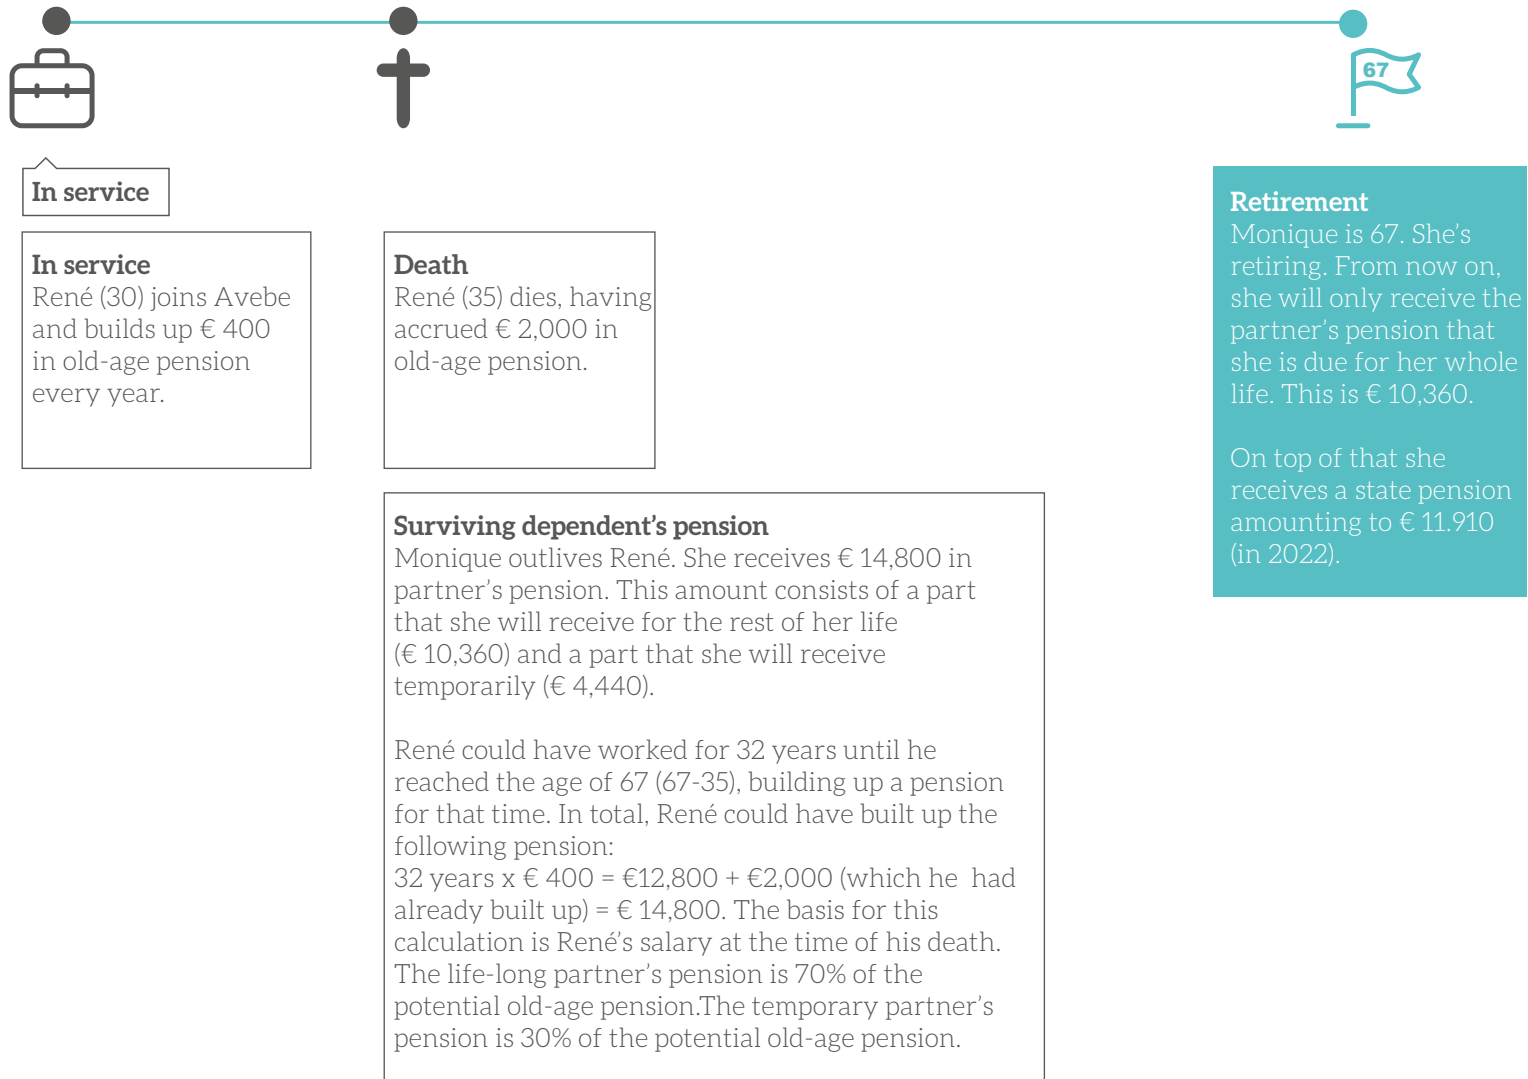 67
In service
In service
René (30) joins Avebe
and builds up € 400
in old-age pension
every year.
Death
René (35) dies, having
accrued € 2,000 in
old-age pension.
Surviving dependent’s pension
Monique outlives René. She receives € 14,800 in
partner’s pension. This amount consists of a part
that she will receive for the rest of her life
(€ 10,360) and a part that she will receive
temporarily (€ 4,440).
René could have worked for 32 years until he
reached the age of 67 (67-35), building up a pension
for that time. In total, René could have built up the
following pension:
32 years x € 400 = €12,800 + €2,000 (which he  had
already built up) = € 14,800. The basis for this
calculation is René’s salary at the time of his death.
The life-long partner’s pension is 70% of the
potential old-age pension.The temporary partner’s
pension is 30% of the potential old-age pension.
Retirement
Monique is 67. She’s
retiring. From now on,
she will only receive the
partner’s pension that
she is due for her whole
life. This is € 10,360.
On top of that she
receives a state pension
amounting to € 11.910
(in 2022).